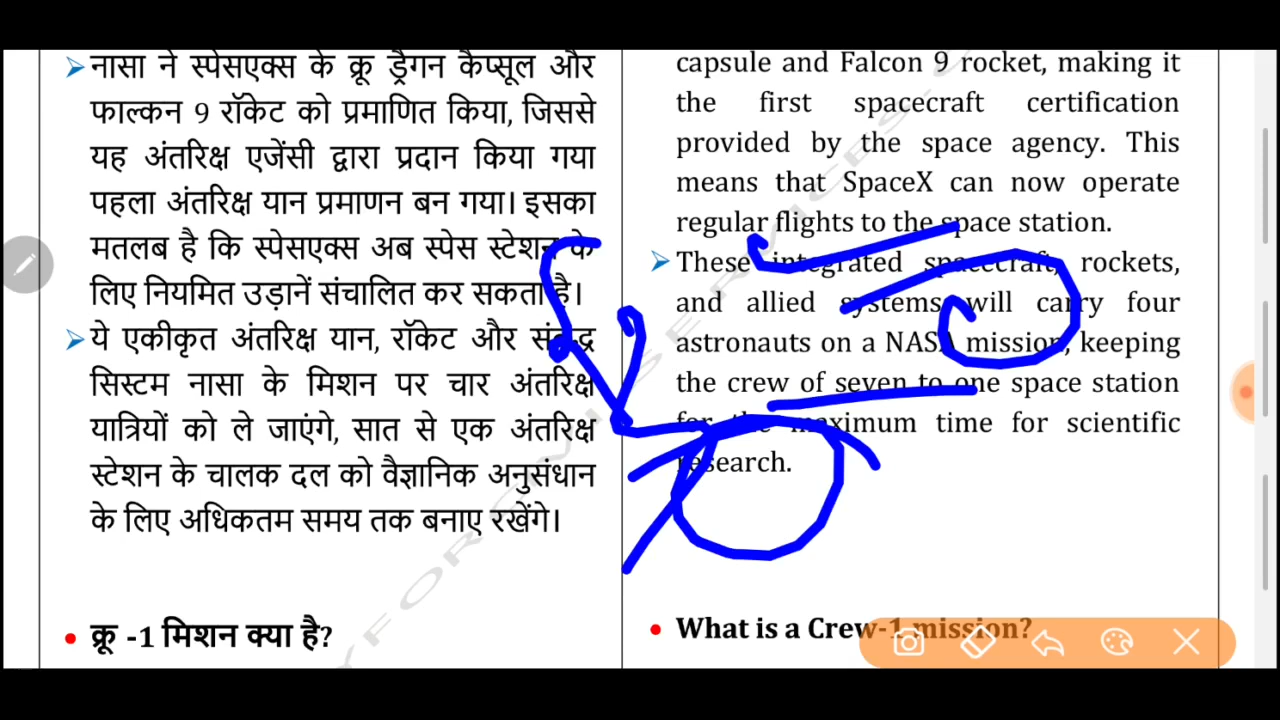 ➤ नासा ने स्पेसएक्स के क्रू ड्रैगन कैप्सूल और
फाल्कन 9 रॉकेट को प्रमाणित किया, जिससे
यह अंतरिक्ष एजेंसी द्वारा प्रदान किया गया
पहला अंतरिक्ष यान प्रमाणन बन गया। इसका
मतलब है कि स्पेसएक्स अब स्पेस स्टेशन के
लिए नियमित उड़ानें संचालित कर सकता है।
➤ ये एकीकृत अंतरिक्ष यान, रॉकेट और संबद्ध
सिस्टम नासा के मिशन पर चार अंतरिक्ष
यात्रियों को ले जाएंगे, सात से एक अंतरिक्ष
स्टेशन के चालक दल को वैज्ञानिक अनुसंधान
के लिए अधिकतम समय तक बनाए रखेंगे।
• क्रू -1 मिशन क्या है?
capsule and Falcon 9 rocket, making it
the first spacecraft certification
provided by the space agency. This
means that SpaceX can now operate
regular flights to the space station.
➤ These integrated spacecraft, rockets,
and allied systems will carry four
astronauts on a NASA mission, keeping
the crew of seven to one space station
for the maximum time for scientific
research.
• What is a Crew-1 mission?